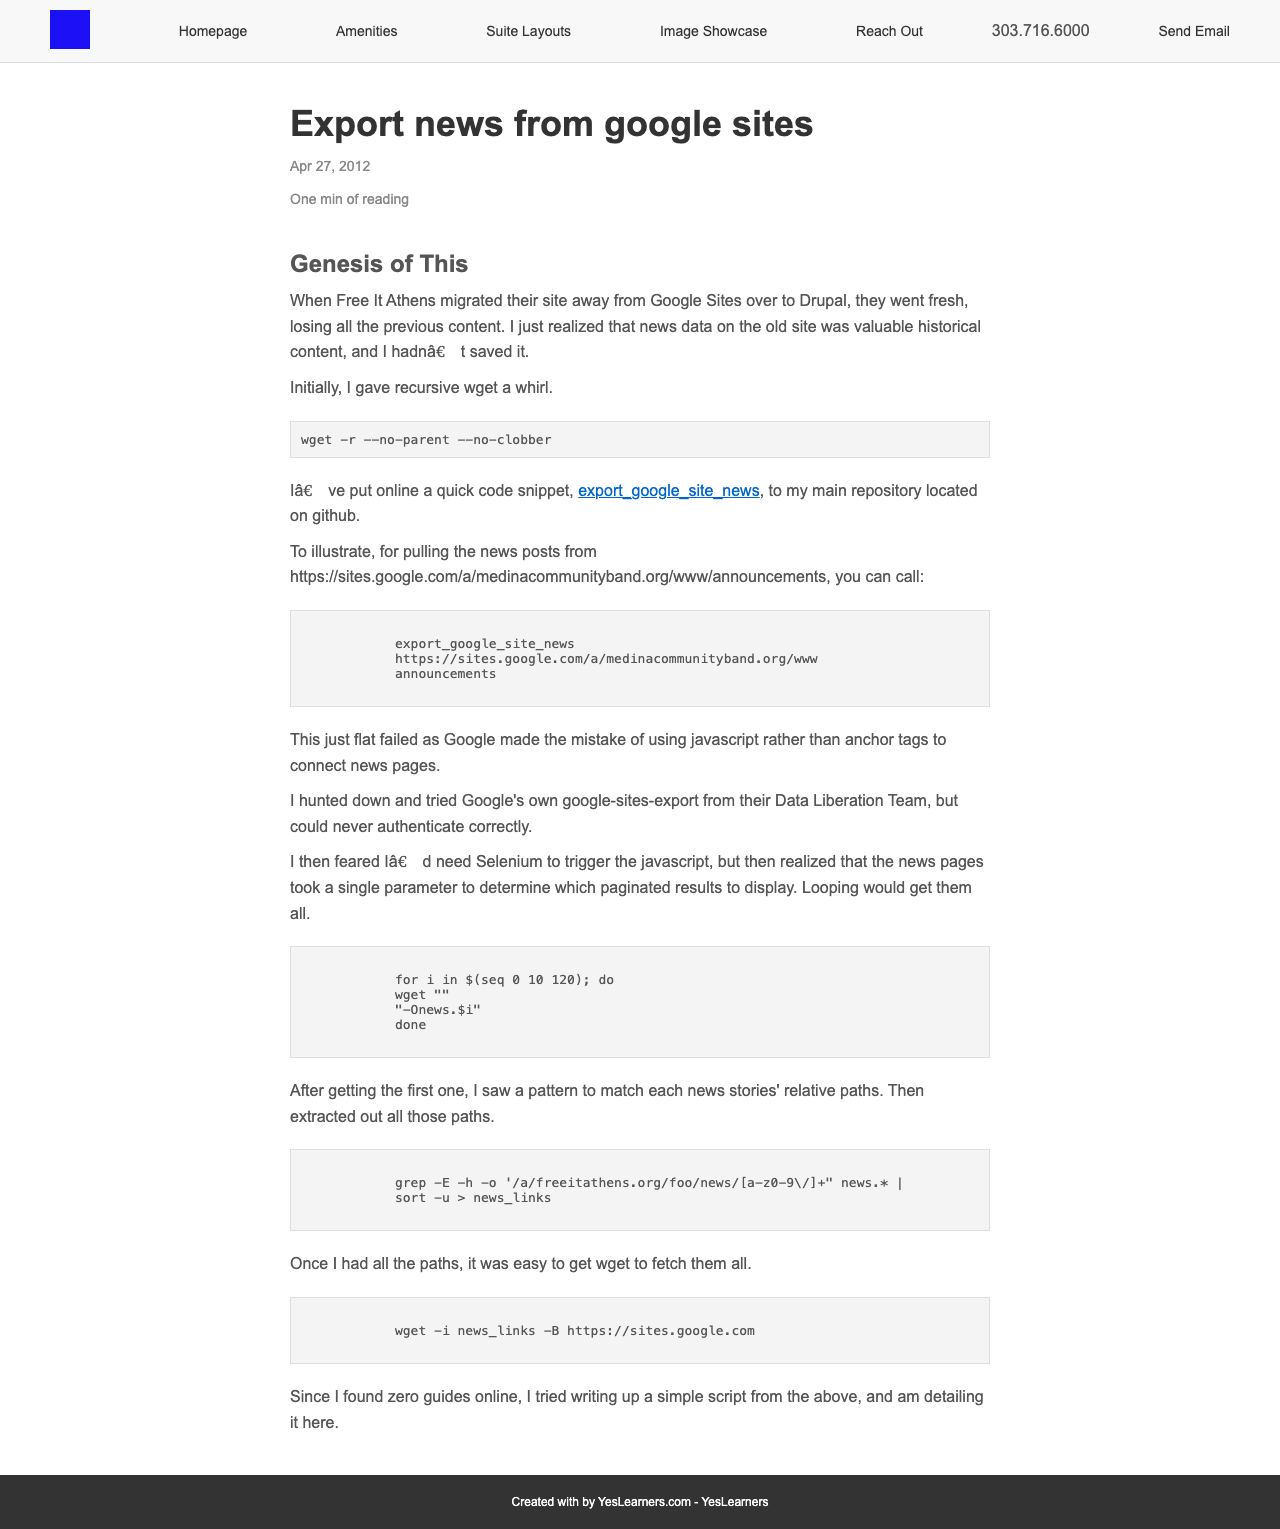 Homepage Amenities Suite Layouts Image Showcase Reach Out 303.716.6000 Send Email
Export news from google sites
Apr 27, 2012
One min of reading
Genesis of This
When Free It Athens migrated their site away from Google Sites over to Drupal, they went fresh,
losing all the previous content. I just realized that news data on the old site was valuable historical
content, and I hadnâ€ t saved it.
Initially, I gave recursive wget a whirl.
wget -r --no-parent --no-clobber
Iâ€ ve put online a quick code snippet, export_google_site_news, to my main repository located
on github.
To illustrate, for pulling the news posts from
https://sites.google.com/a/medinacommunityband.org/www/announcements, you can call:
export_google_site_news
https://sites.google.com/a/medinacommunityband.org/www
announcements
This just flat failed as Google made the mistake of using javascript rather than anchor tags to
connect news pages.
I hunted down and tried Google's own google-sites-export from their Data Liberation Team, but
could never authenticate correctly.
I then feared Iâ€ d need Selenium to trigger the javascript, but then realized that the news pages
took a single parameter to determine which paginated results to display. Looping would get them
all.
for i in $(seq 0 10 120); do
wget ""
"-Onews.$i"
done
After getting the first one, I saw a pattern to match each news stories' relative paths. Then
extracted out all those paths.
grep -E -h -o '/a/freeitathens.org/foo/news/[a-z0-9\/]+" news.* |
sort -u > news_links
Once I had all the paths, it was easy to get wget to fetch them all.
wget -i news_links -B https://sites.google.com
Since I found zero guides online, I tried writing up a simple script from the above, and am detailing
it here.
Created with by YesLearners.com - YesLearners